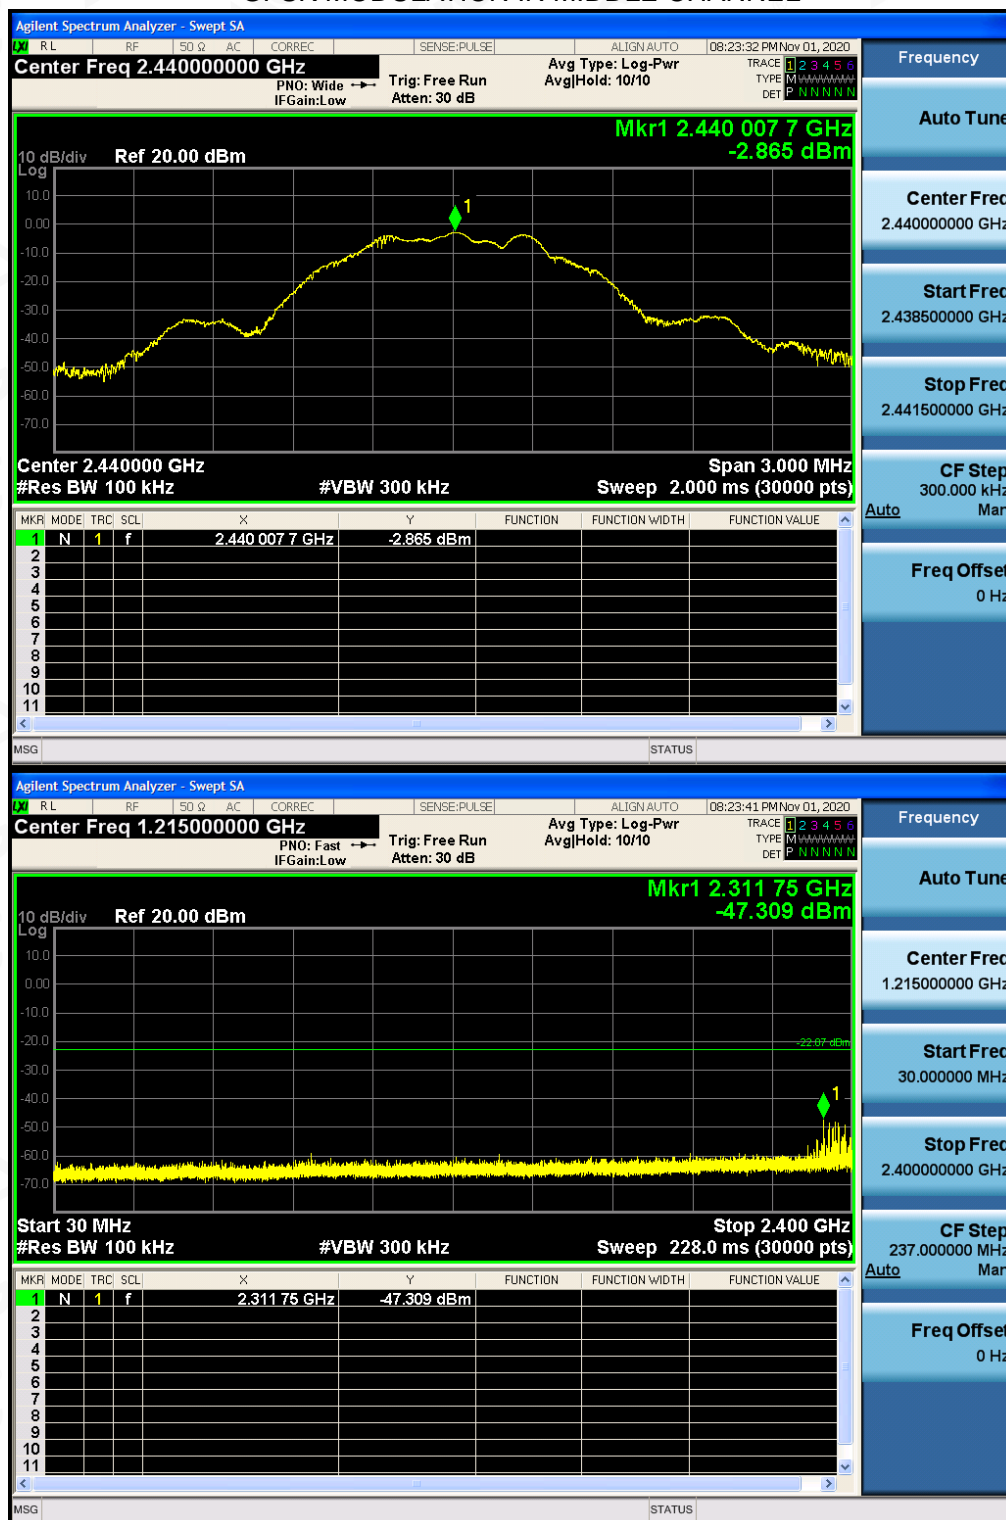 Agilent Spectrum Analyzer - Swept SA
LXI RL RF 50 Ω AC CORREC SENSE:PULSE ALIGN AUTO 08:23:32 PM Nov 01, 2020
Center Freq 2.440000000 GHz
PNO: Wide
IFGain:Low
Trig: Free Run
Atten: 30 dB
Avg Type: Log-Pwr
Avg|Hold: 10/10
TRACE 1 2 3 4 5 6
TYPE M
DET P N N N N N
Mkr1 2.440 007 7 GHz
-2.865 dBm
10 dB/div Ref 20.00 dBm
Log
10.0
0.00
-10.0
-20.0
-30.0
-40.0
-50.0
-60.0
-70.0
1
Center 2.440000 GHz Span 3.000 MHz
#Res BW 100 kHz #VBW 300 kHz Sweep 2.000 ms (30000 pts)
MKR MODE TRC SCL X Y FUNCTION FUNCTION WIDTH FUNCTION VALUE
1 N 1 f 2.440 007 7 GHz -2.865 dBm
2
3
4
5
6
7
8
9
10
11
MSG STATUS
Frequency
Auto Tune
Center Freq
2.440000000 GHz
Start Freq
2.438500000 GHz
Stop Freq
2.441500000 GHz
CF Step
300.000 kHz
Auto Man
Freq Offset
0 Hz
Agilent Spectrum Analyzer - Swept SA
LXI RL RF 50 Ω AC CORREC SENSE:PULSE ALIGN AUTO 08:23:41 PM Nov 01, 2020
Center Freq 1.215000000 GHz
PNO: Fast
IFGain:Low
Trig: Free Run
Atten: 30 dB
Avg Type: Log-Pwr
Avg|Hold: 10/10
TRACE 1 2 3 4 5 6
TYPE M
DET P N N N N N
Mkr1 2.311 75 GHz
-47.309 dBm
10 dB/div Ref 20.00 dBm
Log
10.0
0.00
-10.0
-20.0
-30.0
-40.0
-50.0
-60.0
-70.0
-22.87 dBm
1
Start 30 MHz Stop 2.400 GHz
#Res BW 100 kHz #VBW 300 kHz Sweep 228.0 ms (30000 pts)
MKR MODE TRC SCL X Y FUNCTION FUNCTION WIDTH FUNCTION VALUE
1 N 1 f 2.311 75 GHz -47.309 dBm
2
3
4
5
6
7
8
9
10
11
MSG STATUS
Frequency
Auto Tune
Center Freq
1.215000000 GHz
Start Freq
30.000000 MHz
Stop Freq
2.400000000 GHz
CF Step
237.000000 MHz
Auto Man
Freq Offset
0 Hz